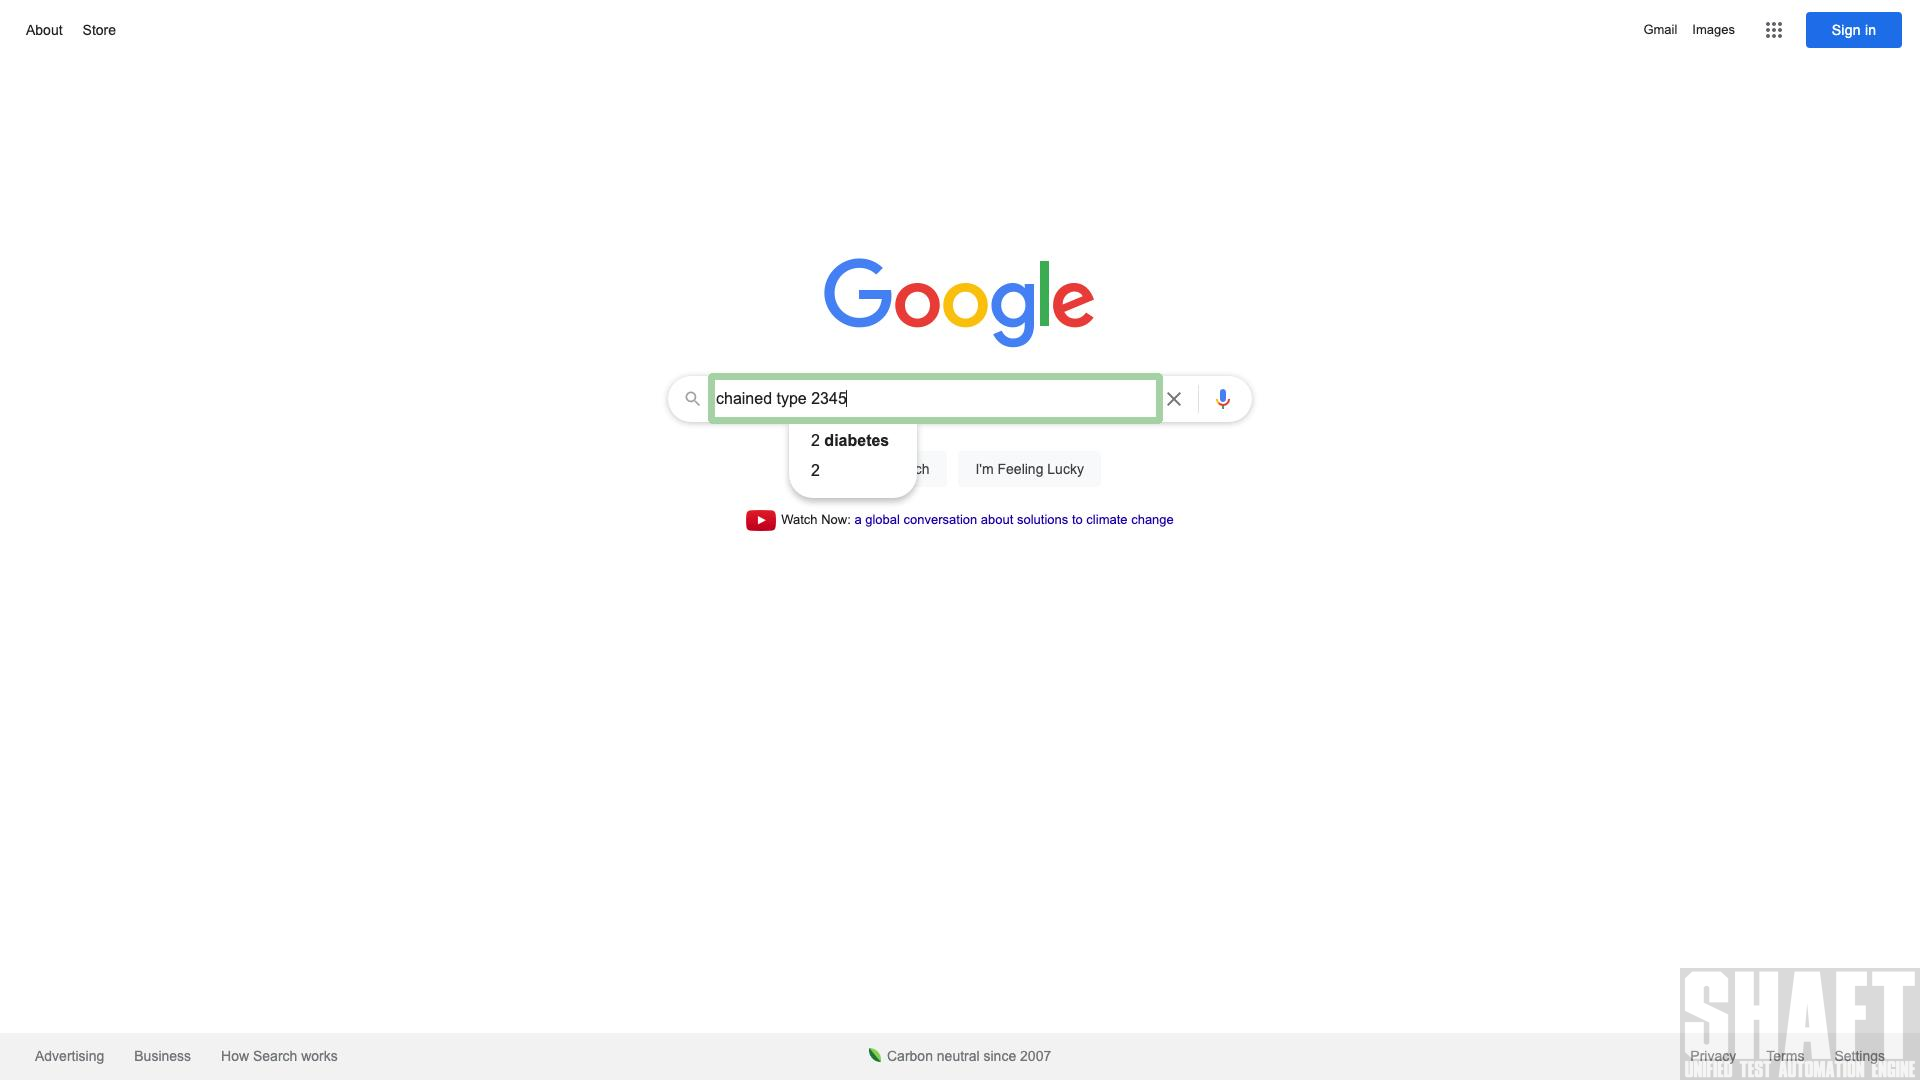 About Store
Gmail Images Sign in
Google
chained type 2345
2 diabetes
2
ch
I'm Feeling Lucky
Watch Now: a global conversation about solutions to climate change
SHAFT
Advertising Business How Search works
Carbon neutral since 2007
Privacy Terms Settings
UNIFIED TEST AUTOMATION ENGINE